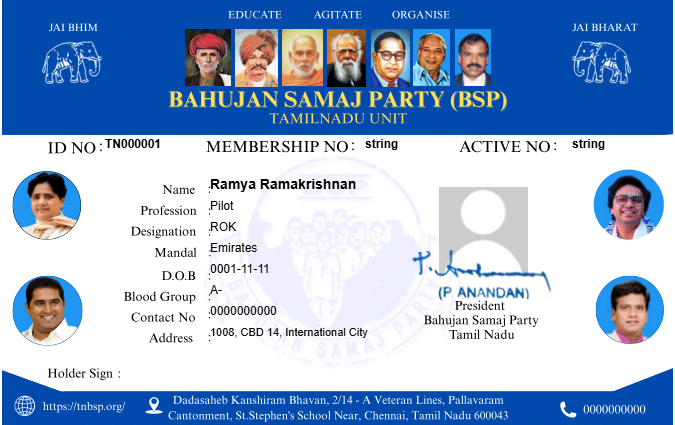 EDUCATE AGITATE ORGANISE
JAI BHIM
JAI BHARAT
BAHUJAN SAMAJ PARTY (BSP)
TAMILNADU UNIT
ID NO : TN000001 MEMBERSHIP NO : string ACTIVE NO : string
Name : Ramya Ramakrishnan
Profession : Pilot
Designation : ROK
Mandal : Emirates
D.O.B : 0001-11-11
Blood Group : A-
Contact No : 0000000000
Address : 1008, CBD 14, International City
BAHUJAN SAMAJ PARTY
(P. ANANDAN)
President
Bahujan Samaj Party
Tamil Nadu
Holder Sign :
https://tnbsp.org/
Dadasaheb Kanshiram Bhavan, 2/14 - A Veteran Lines, Pallavaram
Cantonment, St.Stephen's School Near, Chennai, Tamil Nadu 600043
0000000000